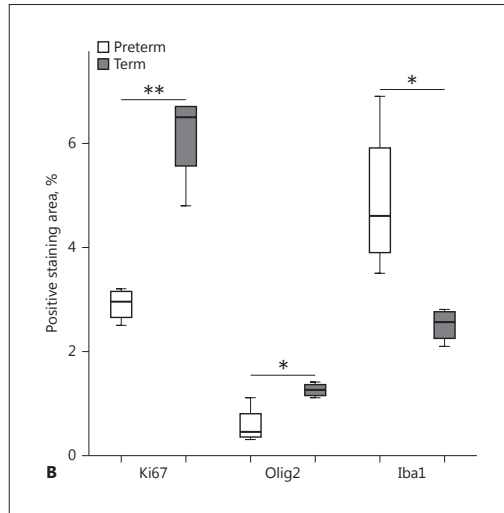 Preterm
Term
**
*
*
Positive staining area, %
6
4
2
0
B
Ki67
Olig2
Iba1